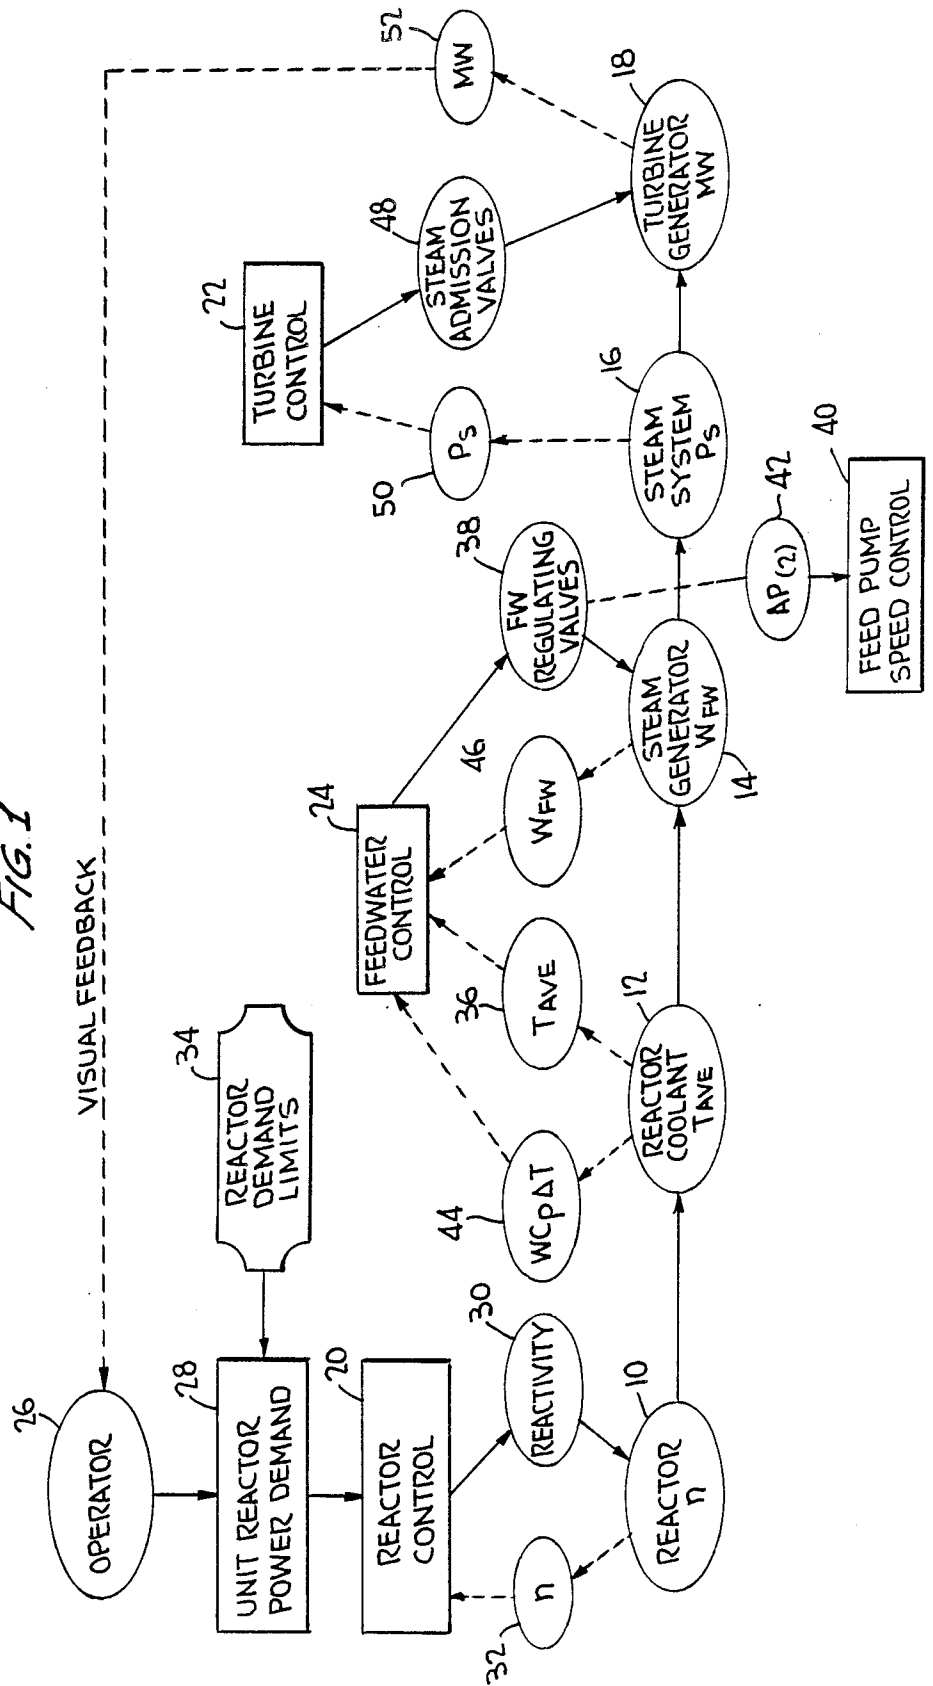 FIG. 1
VISUAL FEEDBACK
26
OPERATOR
52
MW
34
REACTOR
DEMAND
LIMITS
28
UNIT REACTOR
POWER DEMAND
22
TURBINE
CONTROL
20
REACTOR
CONTROL
24
FEEDWATER
CONTROL
48
STEAM
ADMISSION
VALVES
50
PS
30
REACTIVITY
32
n
44
WCpΔT
36
TAVE
46
WFW
38
FW
REGULATING
VALVES
10
REACTOR
n
12
REACTOR
COOLANT
TAVE
14
STEAM
GENERATOR
WFW
16
STEAM
SYSTEM
PS
18
TURBINE
GENERATOR
MW
42
AP(2)
40
FEED PUMP
SPEED CONTROL